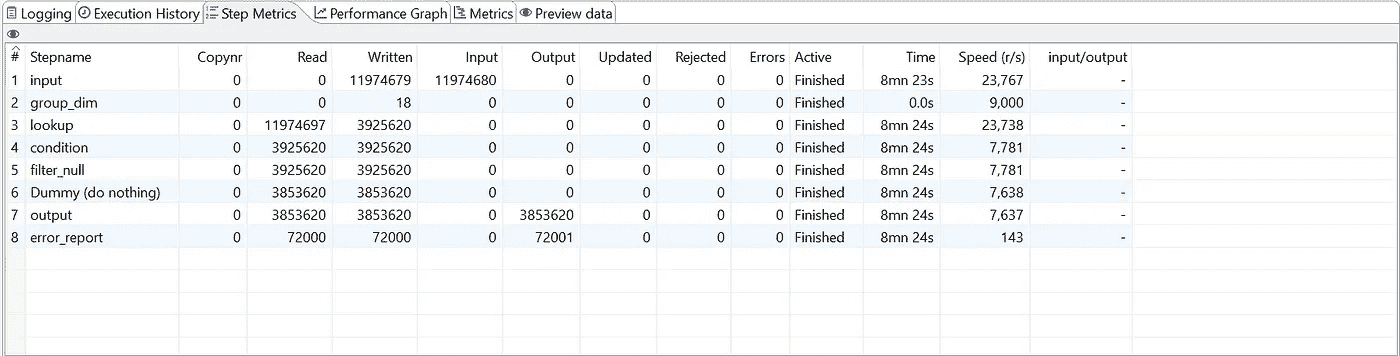 Logging Execution History Step Metrics Performance Graph Metrics Preview data
# Stepname Copynr Read Written Input Output Updated Rejected Errors Active Time Speed (r/s) input/output
1 input 0 0 11974679 11974680 0 0 0 0 Finished 8mn 23s 23,767 -
2 group_dim 0 0 18 0 0 0 0 0 Finished 0.0s 9,000 -
3 lookup 0 11974697 3925620 0 0 0 0 0 Finished 8mn 24s 23,738 -
4 condition 0 3925620 3925620 0 0 0 0 0 Finished 8mn 24s 7,781 -
5 filter_null 0 3925620 3925620 0 0 0 0 0 Finished 8mn 24s 7,781 -
6 Dummy (do nothing) 0 3853620 3853620 0 0 0 0 0 Finished 8mn 24s 7,638 -
7 output 0 3853620 3853620 0 3853620 0 0 0 Finished 8mn 24s 7,637 -
8 error_report 0 72000 72000 0 72001 0 0 0 Finished 8mn 24s 143 -